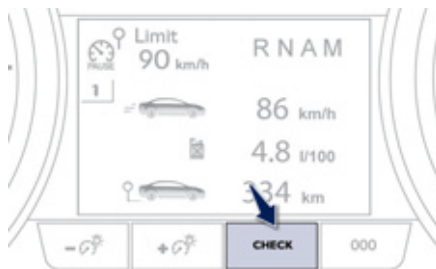 Limit
90 km/h
R N A M
PAUSE
1
86 km/h
4.8 l/100
334 km
-
+
CHECK
000